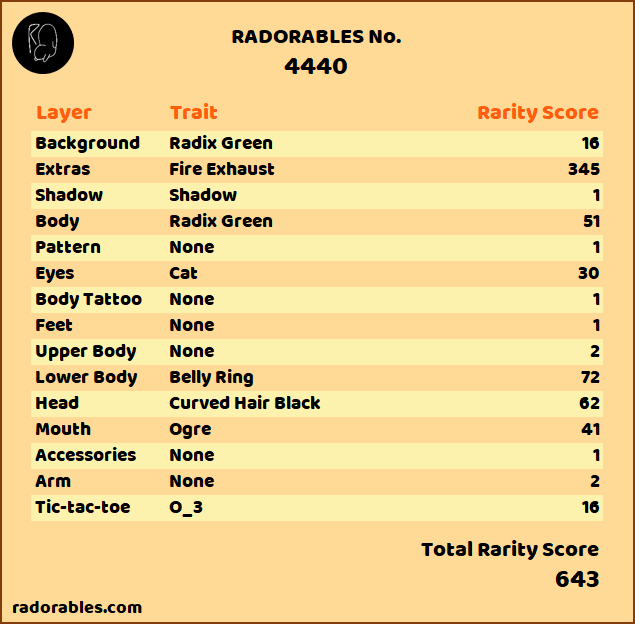 RADORABLES No.
4440
Layer Trait Rarity Score
Background Radix Green 16
Extras Fire Exhaust 345
Shadow Shadow 1
Body Radix Green 51
Pattern None 1
Eyes Cat 30
Body Tattoo None 1
Feet None 1
Upper Body None 2
Lower Body Belly Ring 72
Head Curved Hair Black 62
Mouth Ogre 41
Accessories None 1
Arm None 2
Tic-tac-toe O_3 16
Total Rarity Score
643
radorables.com